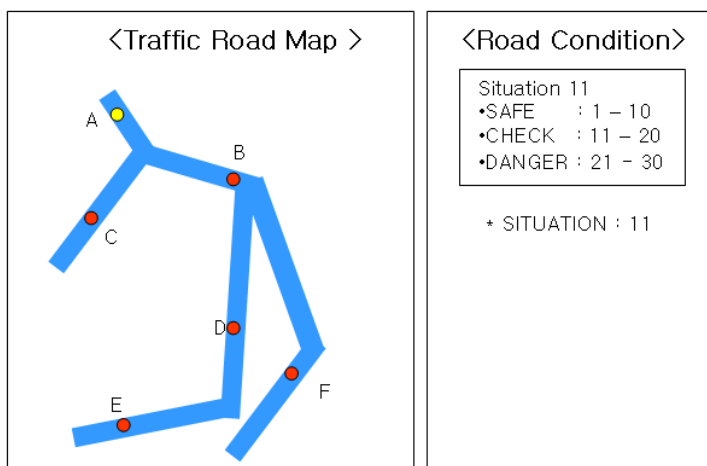 <Traffic Road Map >
A
B
C
D
E
F
<Road Condition>
Situation 11
•SAFE : 1 – 10
•CHECK : 11 – 20
•DANGER : 21 – 30
* SITUATION : 11